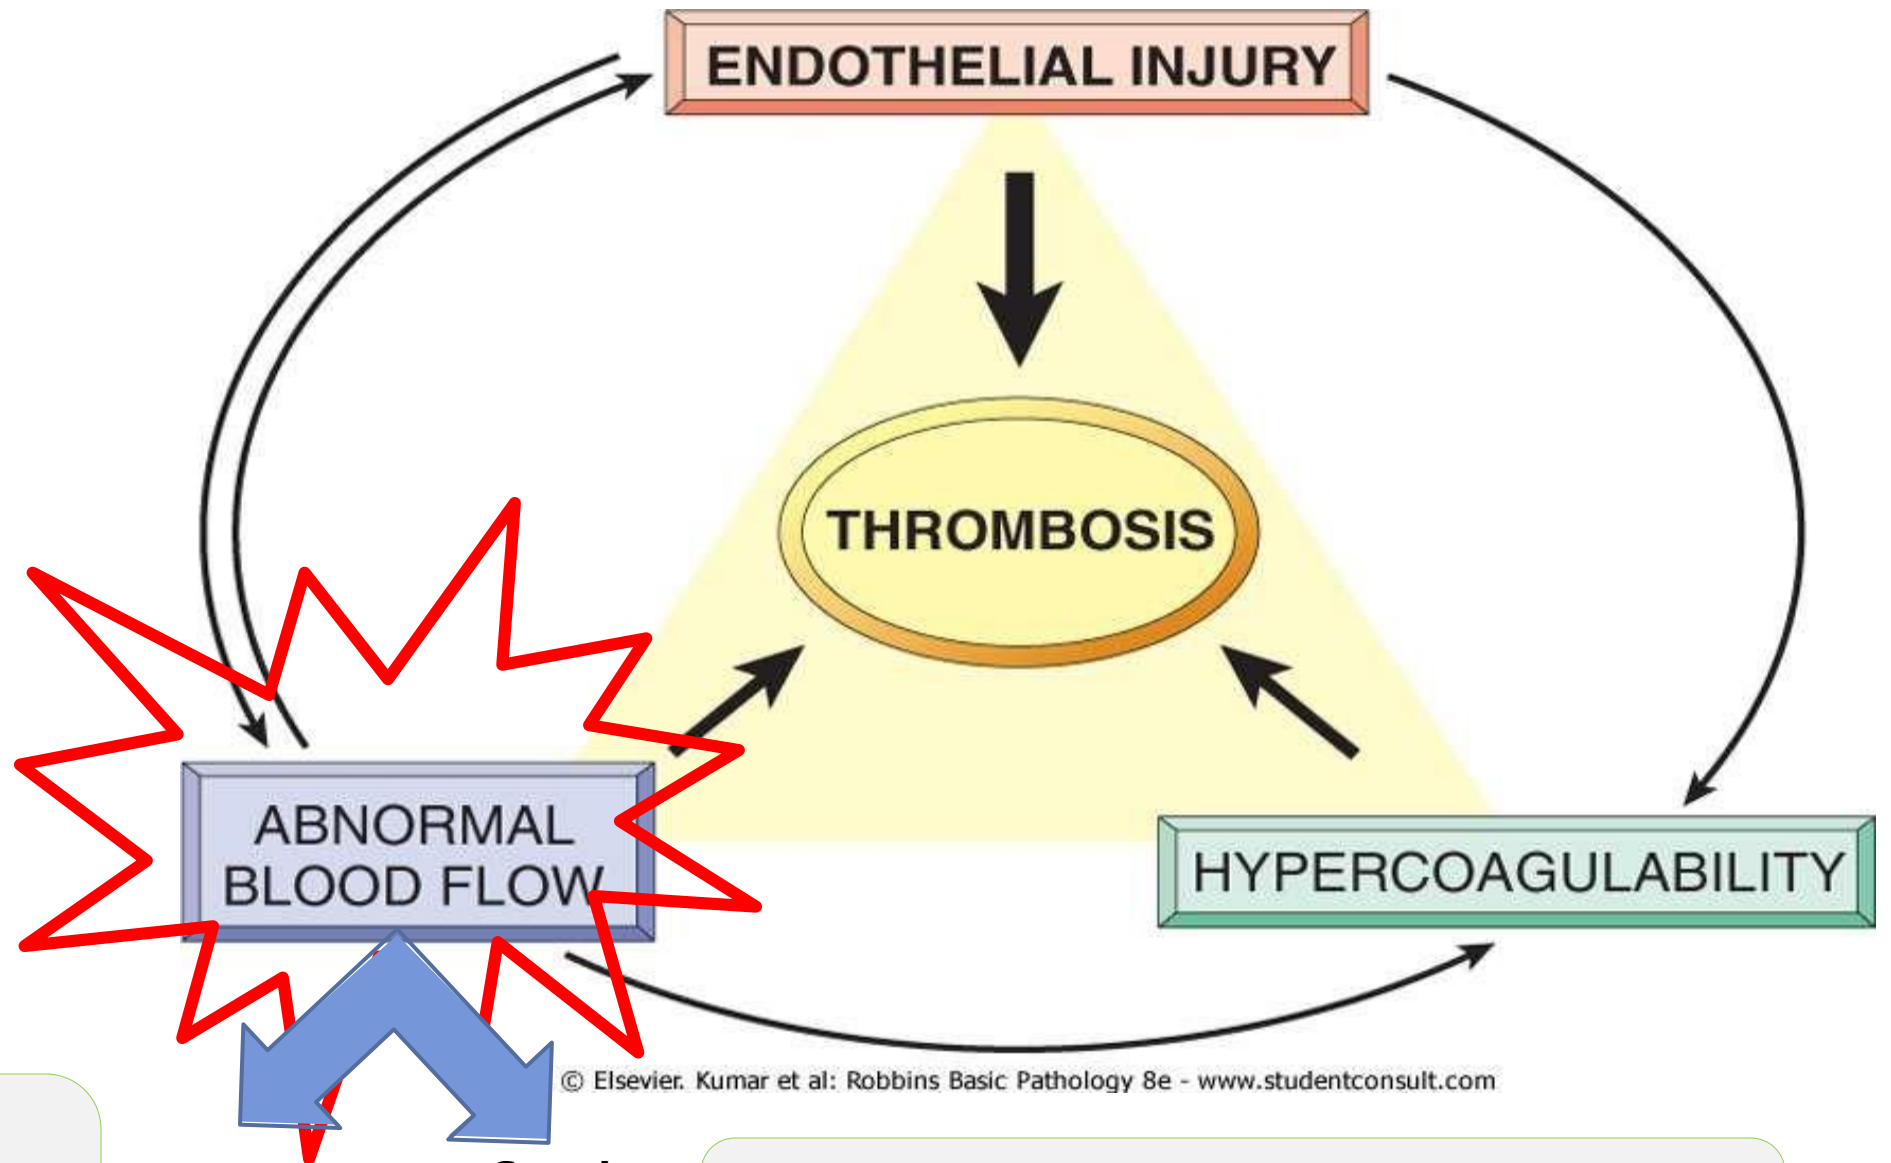 ENDOTHELIAL INJURY
THROMBOSIS
ABNORMAL
BLOOD FLOW
HYPERCOAGULABILITY
© Elsevier. Kumar et al: Robbins Basic Pathology 8e - www.studentconsult.com